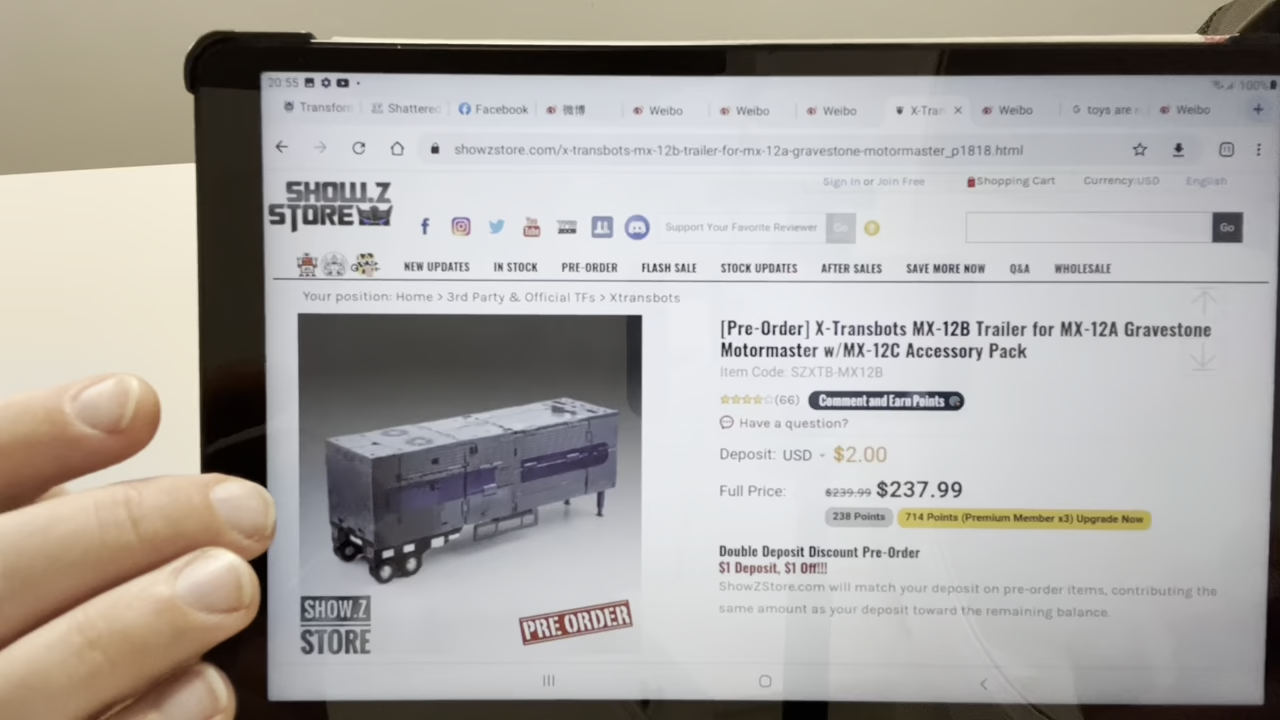 20:55
100%
Transfor
Shattered
Facebook
微博
Weibo
Weibo
Weibo
X-Tran
Weibo
toys are
Weibo
showzstore.com/x-transbots-mx-12b-trailer-for-mx-12a-gravestone-motormaster_p1818.html
SHOW.Z
STORE
Sign In or Join Free
Shopping Cart
Currency:USD
English
Support Your Favorite Reviewer
Go
Go
NEW UPDATES
IN STOCK
PRE-ORDER
FLASH SALE
STOCK UPDATES
AFTER SALES
SAVE MORE NOW
Q&A
WHOLESALE
Your position: Home > 3rd Party & Official TFs > Xtransbots
[Pre-Order] X-Transbots MX-12B Trailer for MX-12A Gravestone
Motormaster w/MX-12C Accessory Pack
Item Code: SZXTB-MX12B
(66) Comment and Earn Points
Have a question?
Deposit: USD - $2.00
Full Price: $239.99 $237.99
238 Points
714 Points (Premium Member x3) Upgrade Now
Double Deposit Discount Pre-Order
$1 Deposit, $1 Off!!!
ShowZStore.com will match your deposit on pre-order items, contributing the
same amount as your deposit toward the remaining balance.
SHOW.Z
STORE
PRE ORDER